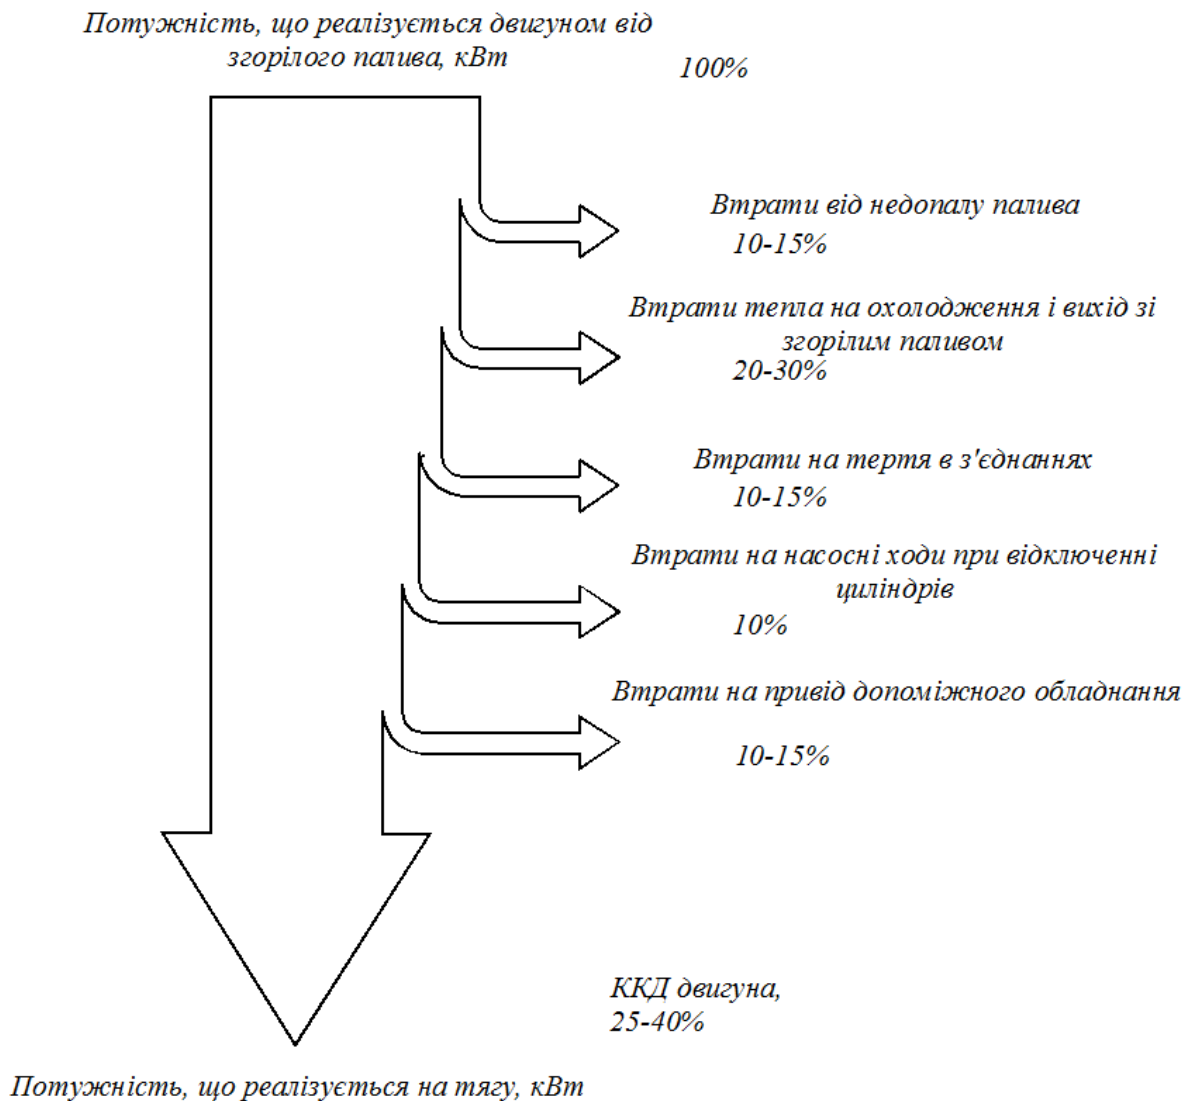 Потужність, що реалізується двигуном від
згорілого палива, кВт
100%
Втрати від недопалу палива
10-15%
Втрати тепла на охолодження і вихід зі
згорілим паливом
20-30%
Втрати на тертя в з'єднаннях
10-15%
Втрати на насосні ходи при відключенні
циліндрів
10%
Втрати на привід допоміжного обладнання
10-15%
ККД двигуна,
25-40%
Потужність, що реалізується на тягу, кВт